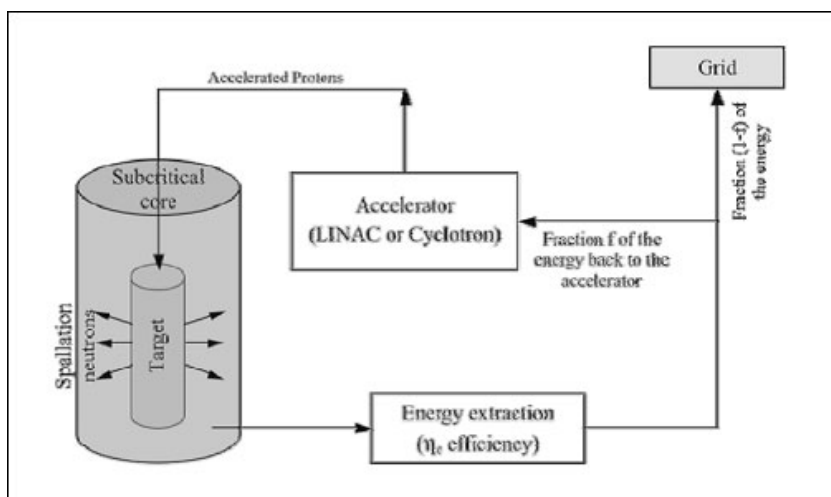 Accelerated Protons
Grid
Fraction (1-f) of
the energy
Subcritical
core
Accelerator
(LINAC or Cyclotron)
Fraction f of the
energy back to the
accelerator
Spallation
neutrons
Target
Energy extraction
(ηe efficiency)